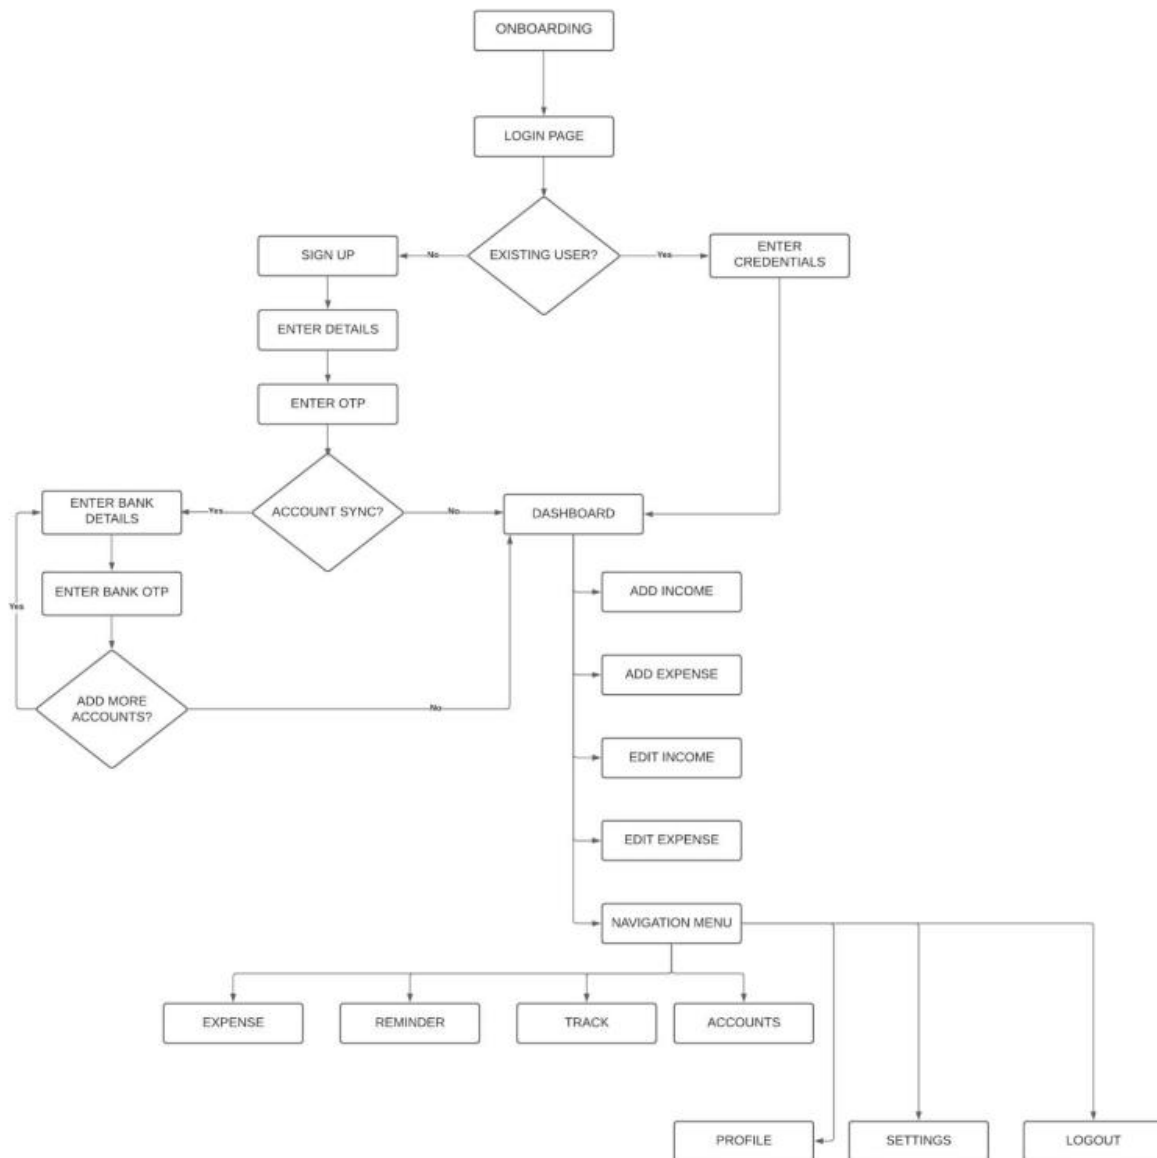 ONBOARDING
LOGIN PAGE
EXISTING USER?
No
Yes
SIGN UP
ENTER
CREDENTIALS
ENTER DETAILS
ENTER OTP
ACCOUNT SYNC?
Yes
No
ENTER BANK
DETAILS
DASHBOARD
ENTER BANK OTP
Yes
ADD MORE
ACCOUNTS?
No
ADD INCOME
ADD EXPENSE
EDIT INCOME
EDIT EXPENSE
NAVIGATION MENU
EXPENSE
REMINDER
TRACK
ACCOUNTS
PROFILE
SETTINGS
LOGOUT